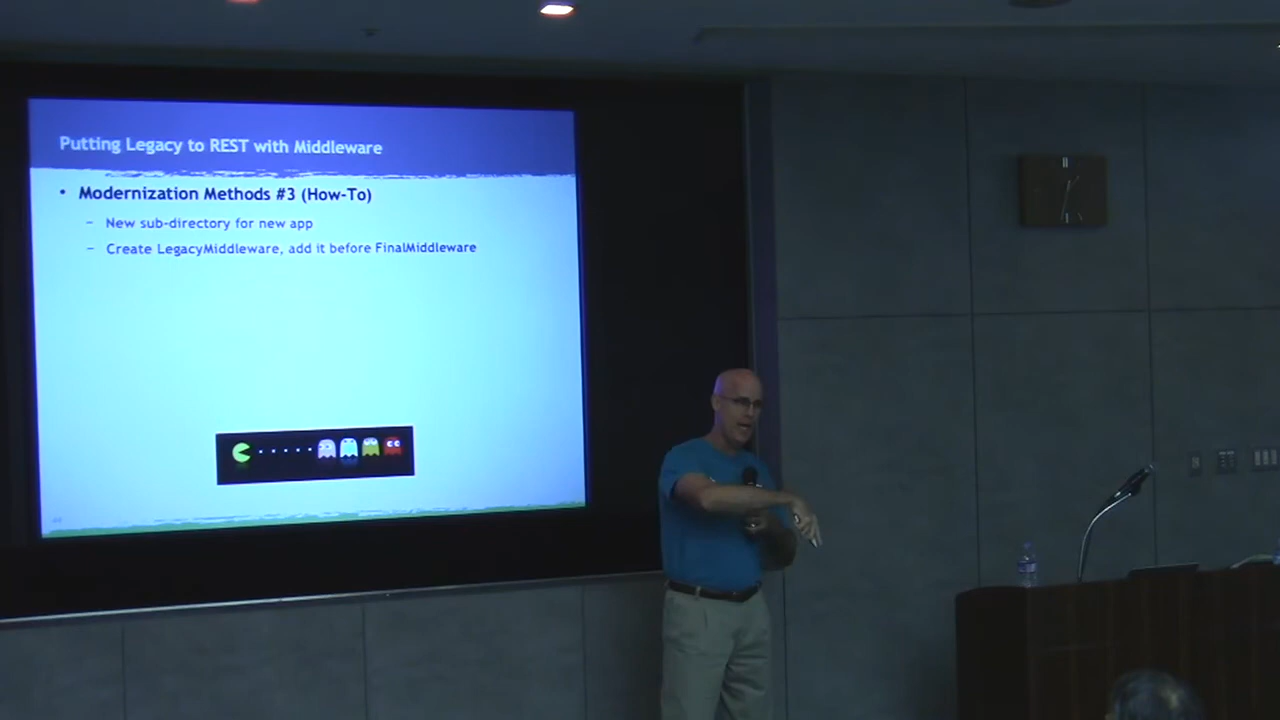 Putting Legacy to REST with Middleware
• Modernization Methods #3 (How-To)
– New sub-directory for new app
– Create LegacyMiddleware, add it before FinalMiddleware